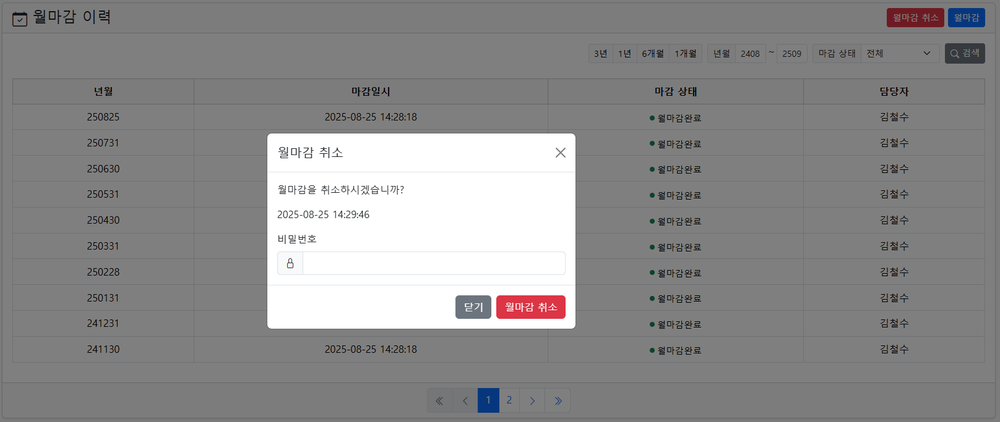 월마감 이력
월마감 취소 월마감
3년 1년 6개월 1개월 년월 2408 ~ 2509 마감 상태 전체 검색
년월 마감일시 마감 상태 담당자
250825 2025-08-25 14:28:18 월마감완료 김철수
250731 월마감완료 김철수
250630 월마감완료 김철수
250531 월마감완료 김철수
250430 월마감완료 김철수
250331 월마감완료 김철수
250228 월마감완료 김철수
250131 월마감완료 김철수
241231 월마감완료 김철수
241130 2025-08-25 14:28:18 월마감완료 김철수
월마감 취소
월마감을 취소하시겠습니까?
2025-08-25 14:29:46
비밀번호
닫기 월마감 취소
« ‹ 1 2 › »